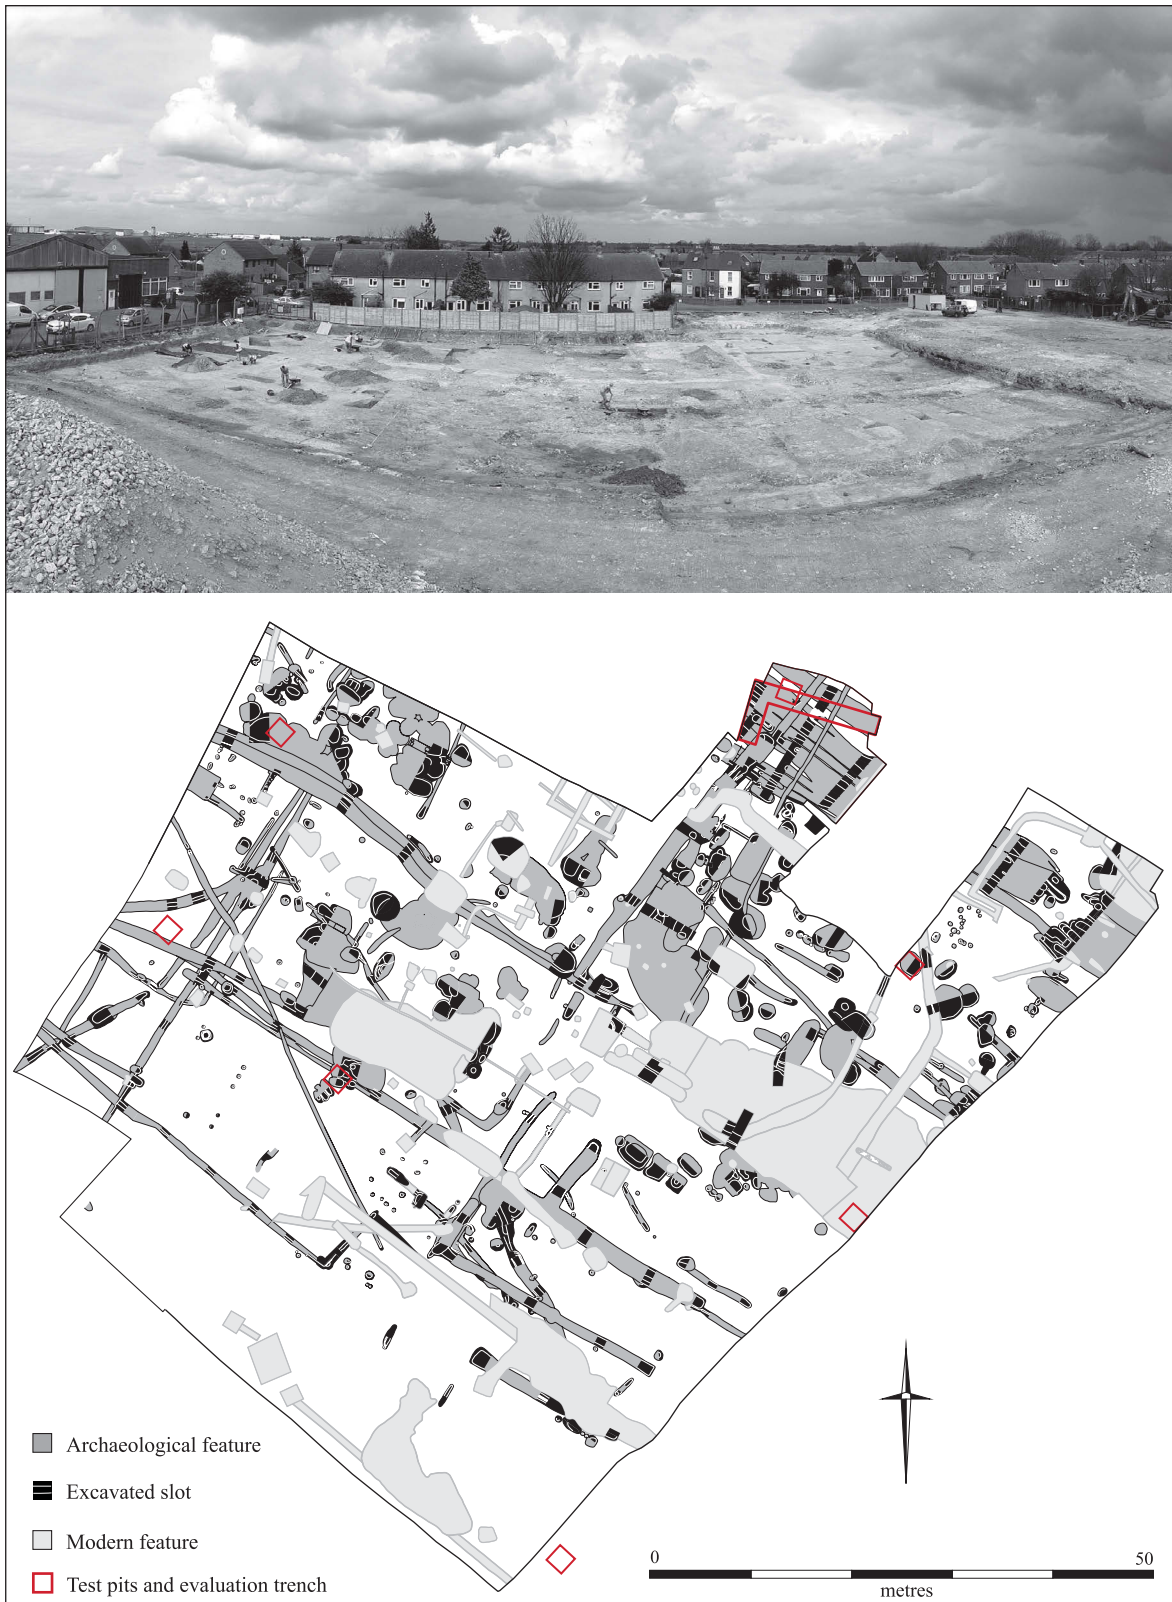 Archaeological feature
Excavated slot
Modern feature
Test pits and evaluation trench
0 50
metres